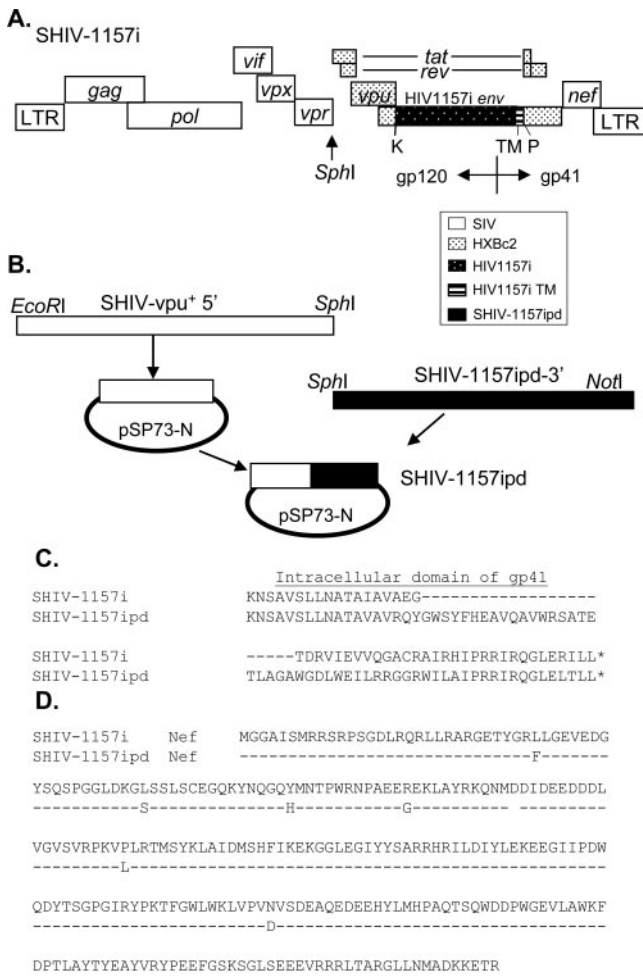 A.
SHIV-1157i
LTR
gag
pol
vif
vpx
vpr
SphI
vpu
tat
rev
HIV1157i env
nef
LTR
K
TM P
gp120
gp41
SIV
HXBc2
HIV1157i
HIV1157i TM
SHIV-1157ipd
B.
EcoRI SHIV-vpu⁺ 5’ SphI
pSP73-N
SphI SHIV-1157ipd-3’ NotI
SHIV-1157ipd
pSP73-N
C.
Intracellular domain of gp41
SHIV-1157i KNSAVSLLNATAIAVAEG------------------
SHIV-1157ipd KNSAVSLLNATAVAVRQYGWSYFHEAVQAVWRSATE
SHIV-1157i -----TDRVIEVVQGACRAIRHIPRRIRQGLERILL*
SHIV-1157ipd TLAGAWGDLWEILRRGGRWILAIPRRIRQGLELTLL*
D.
SHIV-1157i Nef MGGAISMRRSRPSGDLRQRLLRARGETYGRLLGEVEDG
SHIV-1157ipd Nef ------------------------------F-------
YSQSPGGLDKGLSSLSCEGQKYNQGQYMNTPWRNPAEEREKLAYRKQNMDDIDEEDDDL
-----------S--------------H-----------G---------- ---------
VGVSVRPKVPLRTMSYKLAIDMSHFIKEKGGLEGIYYSARRHRILDIYLEKEEGIIPDW
---------L-------------------------------------------------
QDYTSGPGIRYPKTFGWLWKLVPVNVSDEAQEDEEHYLMHPAQTSQWDDPWGEVLAWKF
------------------------D----------------------------------
DPTLAYTYEAYVRYPEEFGSKSGLSEEEVRRRLTARGLLNMADKKETR